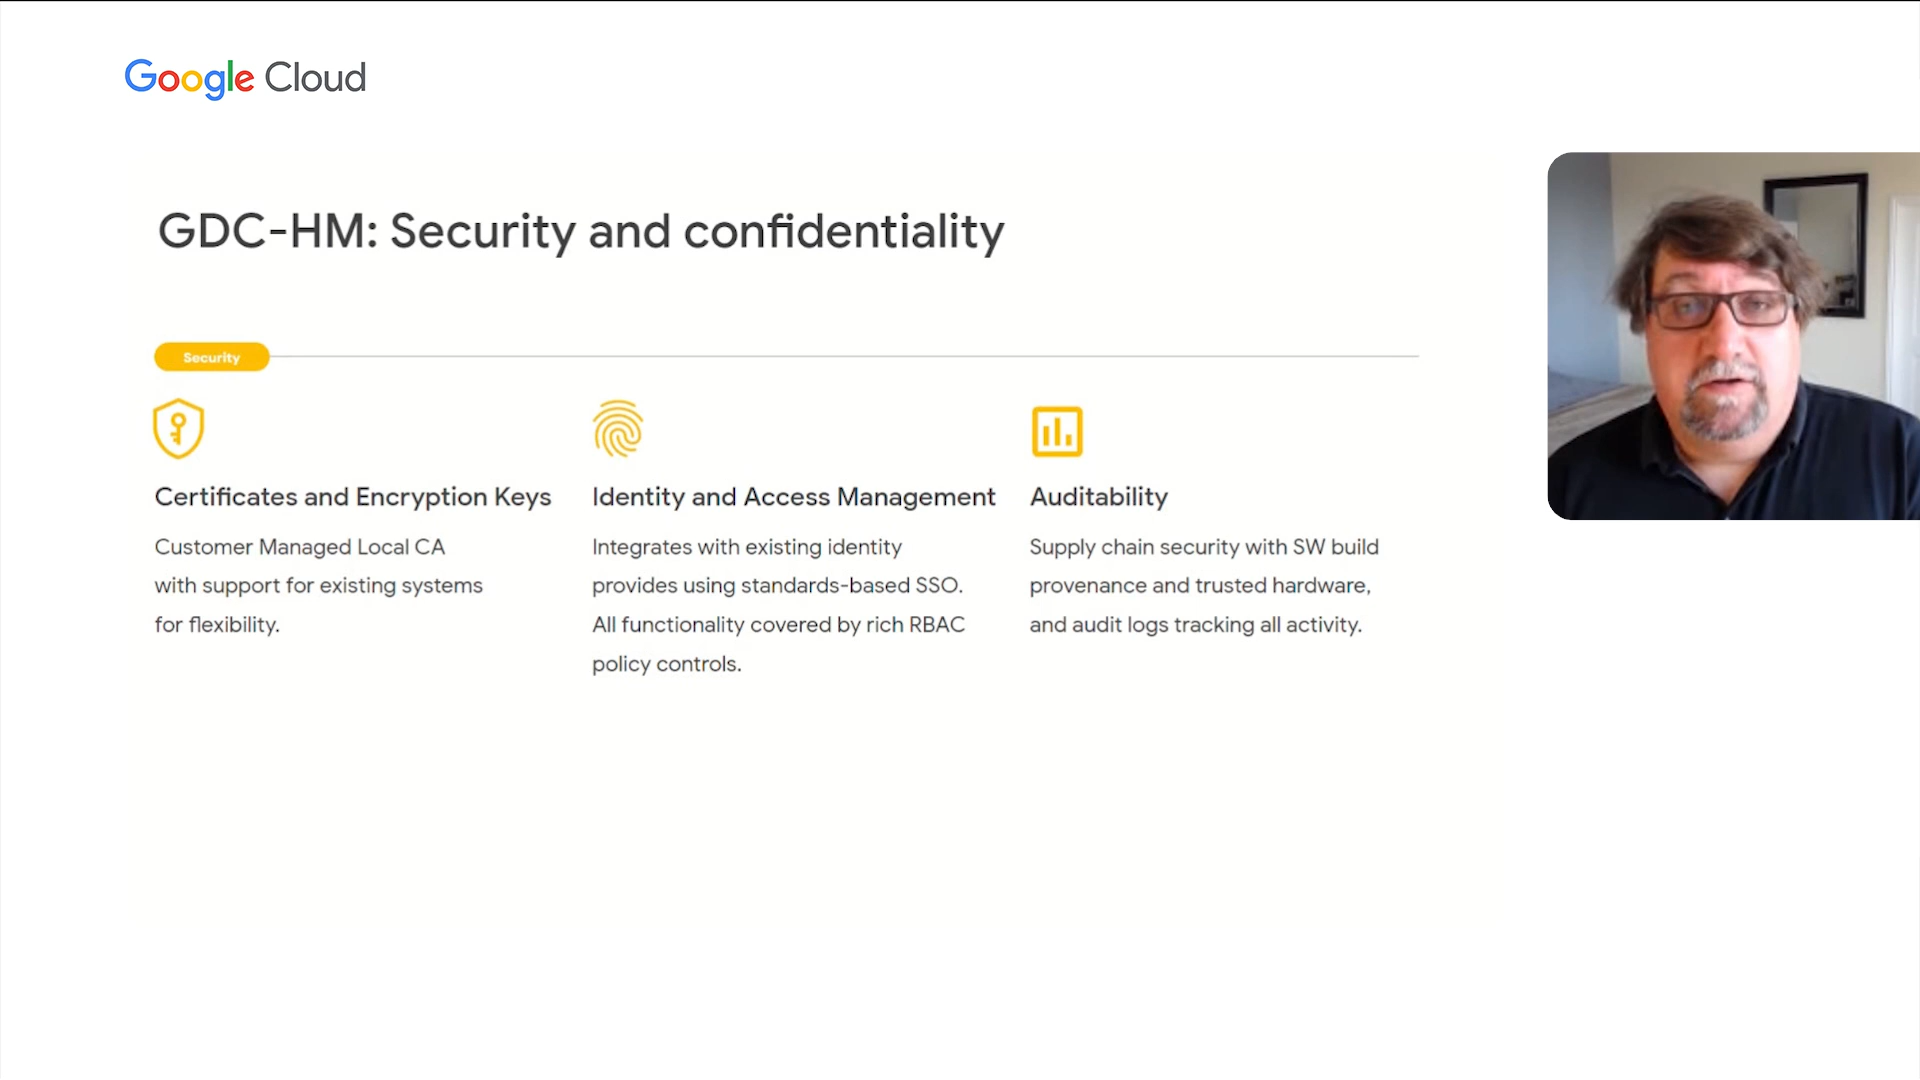 Google Cloud
GDC-HM: Security and confidentiality
Security
Certificates and Encryption Keys
Customer Managed Local CA
with support for existing systems
for flexibility.
Identity and Access Management
Integrates with existing identity
provides using standards-based SSO.
All functionality covered by rich RBAC
policy controls.
Auditability
Supply chain security with SW build
provenance and trusted hardware,
and audit logs tracking all activity.